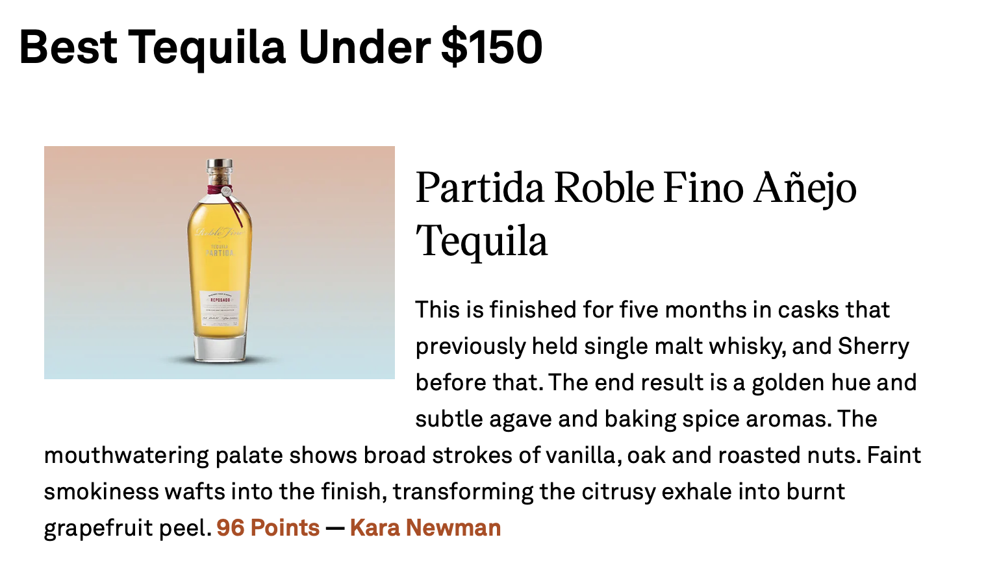 Best Tequila Under $150
Roble Fino
TEQUILA
PARTIDA
REPOSADO
Partida Roble Fino Añejo
Tequila
This is finished for five months in casks that
previously held single malt whisky, and Sherry
before that. The end result is a golden hue and
subtle agave and baking spice aromas. The
mouthwatering palate shows broad strokes of vanilla, oak and roasted nuts. Faint
smokiness wafts into the finish, transforming the citrusy exhale into burnt
grapefruit peel. 96 Points — Kara Newman